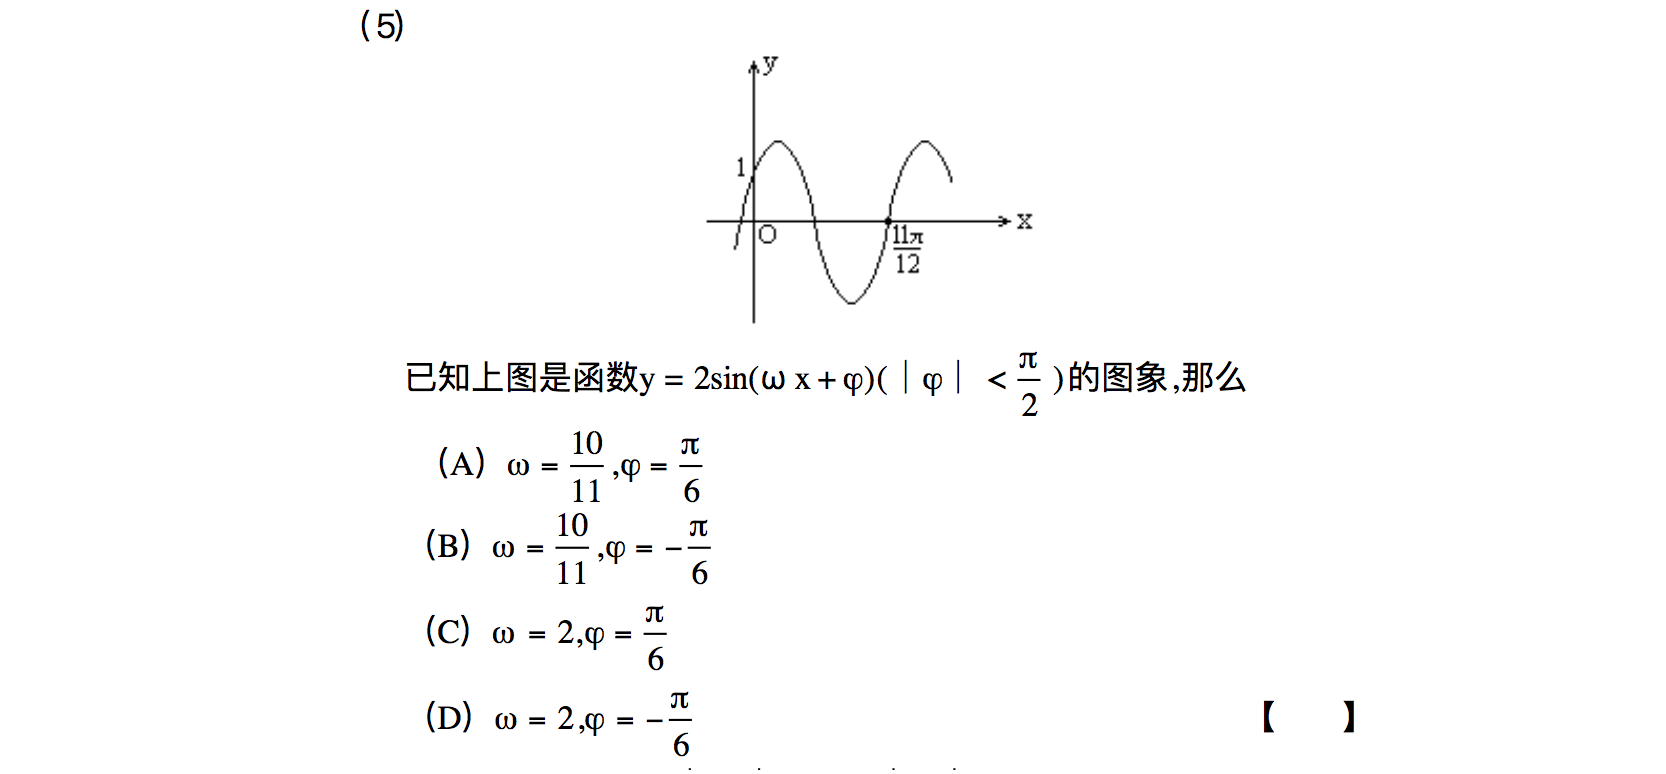 (5)
y
1
O
x
11π
12
已知上图是函数y = 2sin(ω x + φ)(｜φ｜ < π/2 )的图象,那么
(A) ω = 10/11 ,φ = π/6
(B) ω = 10/11 ,φ = − π/6
(C) ω = 2,φ = π/6
(D) ω = 2,φ = − π/6 【 】